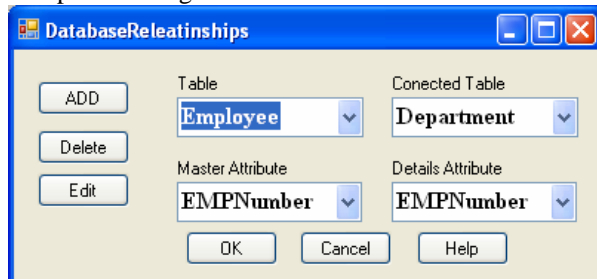 DatabaseReleatinships
ADD
Delete
Edit
Table
Conected Table
Employee
Department
Master Attribute
Details Attribute
EMPNumber
EMPNumber
OK
Cancel
Help